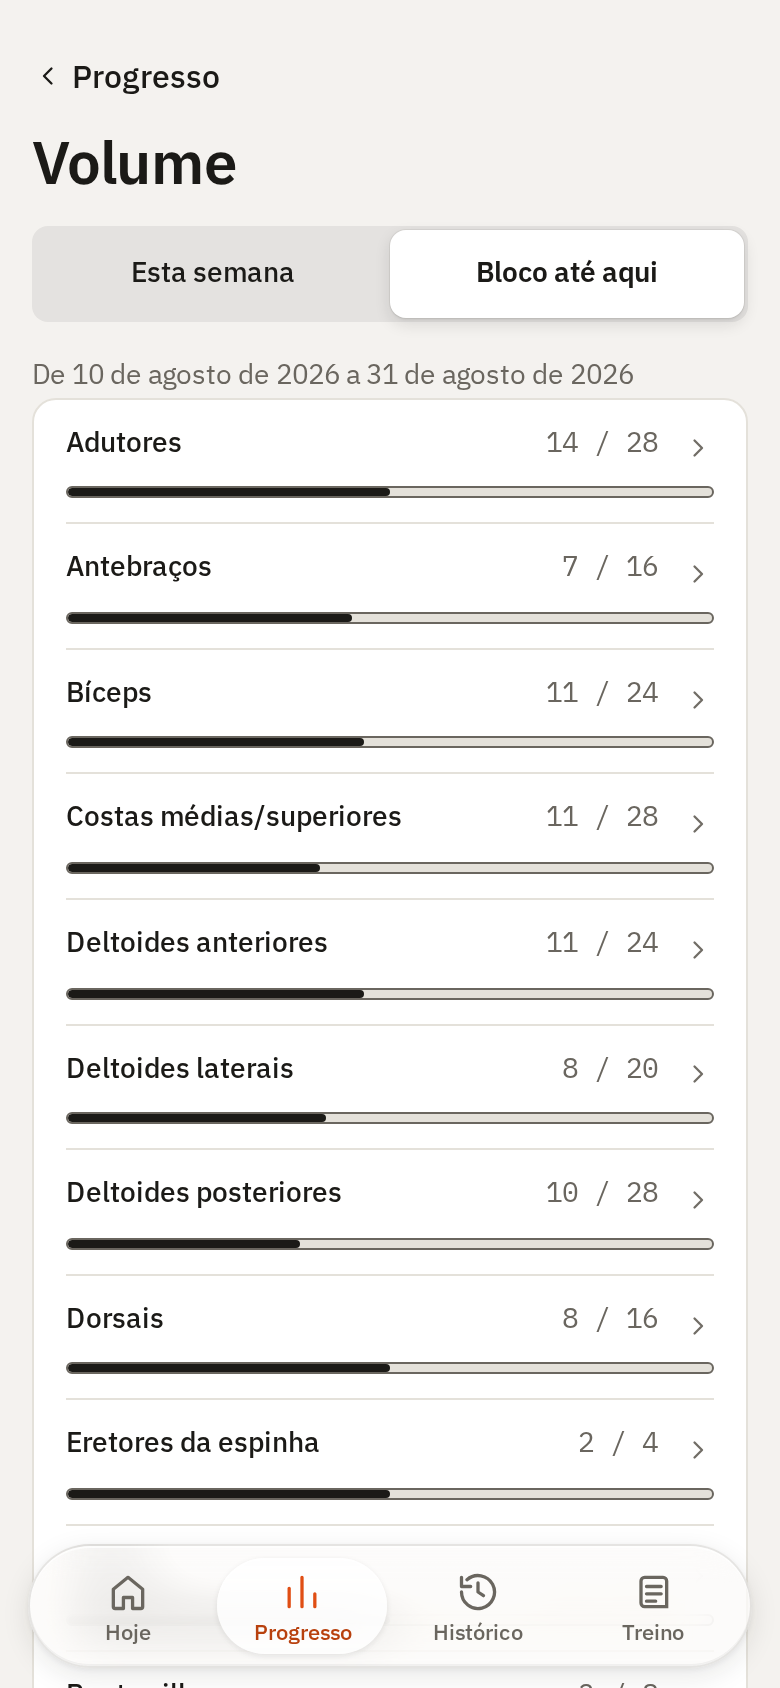 Progresso
Volume
Esta semana
Bloco até aqui
De 10 de agosto de 2026 a 31 de agosto de 2026
Adutores 14 / 28
Antebraços 7 / 16
Bíceps 11 / 24
Costas médias/superiores 11 / 28
Deltoides anteriores 11 / 24
Deltoides laterais 8 / 20
Deltoides posteriores 10 / 28
Dorsais 8 / 16
Eretores da espinha 2 / 4
Hoje
Progresso
Histórico
Treino